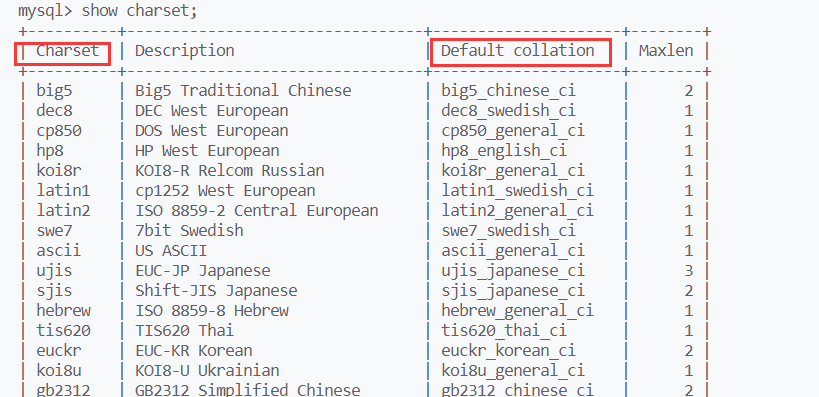 mysql> show charset;
+----------+---------------------------------+---------------------+--------+
| Charset | Description | Default collation | Maxlen |
+----------+---------------------------------+---------------------+--------+
| big5 | Big5 Traditional Chinese | big5_chinese_ci | 2 |
| dec8 | DEC West European | dec8_swedish_ci | 1 |
| cp850 | DOS West European | cp850_general_ci | 1 |
| hp8 | HP West European | hp8_english_ci | 1 |
| koi8r | KOI8-R Relcom Russian | koi8r_general_ci | 1 |
| latin1 | cp1252 West European | latin1_swedish_ci | 1 |
| latin2 | ISO 8859-2 Central European | latin2_general_ci | 1 |
| swe7 | 7bit Swedish | swe7_swedish_ci | 1 |
| ascii | US ASCII | ascii_general_ci | 1 |
| ujis | EUC-JP Japanese | ujis_japanese_ci | 3 |
| sjis | Shift-JIS Japanese | sjis_japanese_ci | 2 |
| hebrew | ISO 8859-8 Hebrew | hebrew_general_ci | 1 |
| tis620 | TIS620 Thai | tis620_thai_ci | 1 |
| euckr | EUC-KR Korean | euckr_korean_ci | 2 |
| koi8u | KOI8-U Ukrainian | koi8u_general_ci | 1 |
| gb2312 | GB2312 Simplified Chinese | gb2312_chinese_ci | 2 |